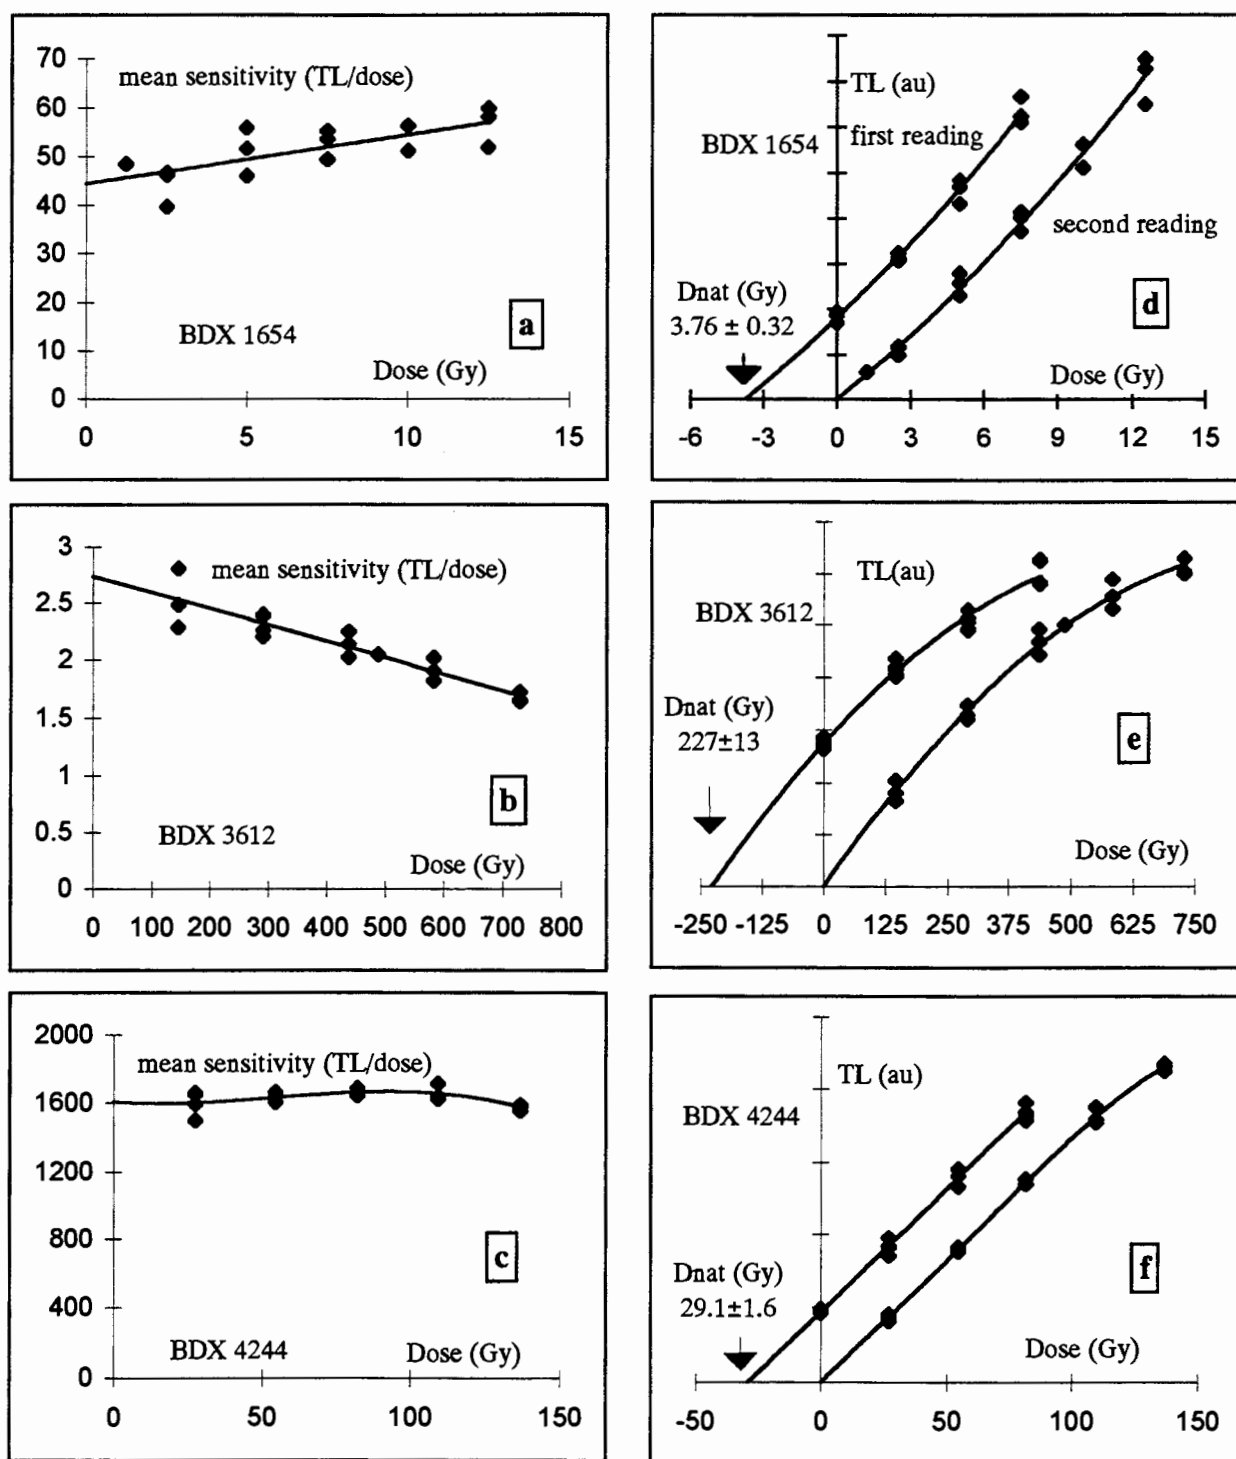 70
mean sensitivity (TL/dose)
60
50
40
30
20
BDX 1654
a
10
Dose (Gy)
0
0 5 10 15
TL (au)
BDX 1654
first reading
second reading
Dnat (Gy)
3.76 ± 0.32
d
Dose (Gy)
-6 -3 0 3 6 9 12 15
3
mean sensitivity (TL/dose)
2.5
2
1.5
1
b
0.5
BDX 3612
Dose (Gy)
0
0 100 200 300 400 500 600 700 800
TL(au)
BDX 3612
Dnat (Gy)
227±13
e
Dose (Gy)
-250 -125 0 125 250 375 500 625 750
2000
mean sensitivity (TL/dose)
1600
1200
800
c
400
BDX 4244
Dose (Gy)
0
0 50 100 150
TL (au)
BDX 4244
Dnat (Gy)
29.1±1.6
f
Dose (Gy)
-50 0 50 100 150